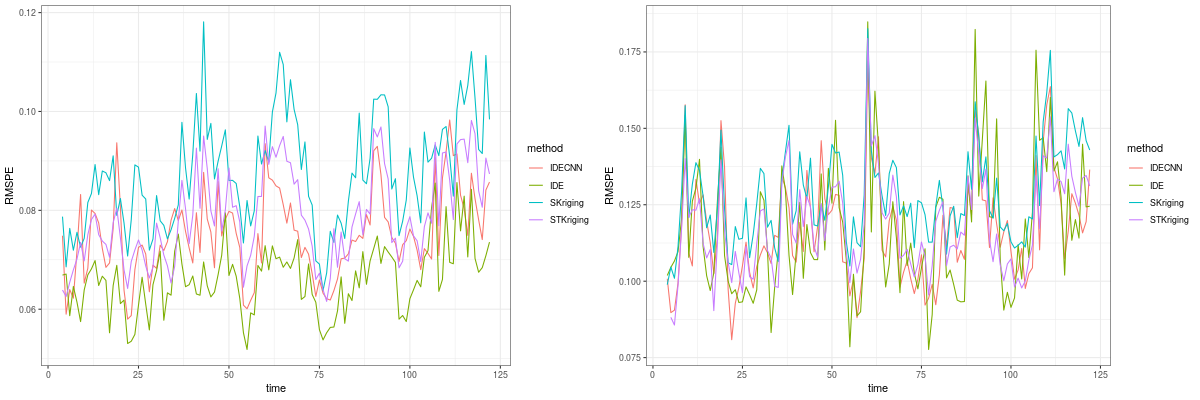 0.12
0.10
0.08
0.06
RMSPE
0 25 50 75 100 125
time
method
IDECNN
IDE
SKriging
STKriging
0.175
0.150
0.125
0.100
0.075
RMSPE
0 25 50 75 100 125
time
method
IDECNN
IDE
SKriging
STKriging